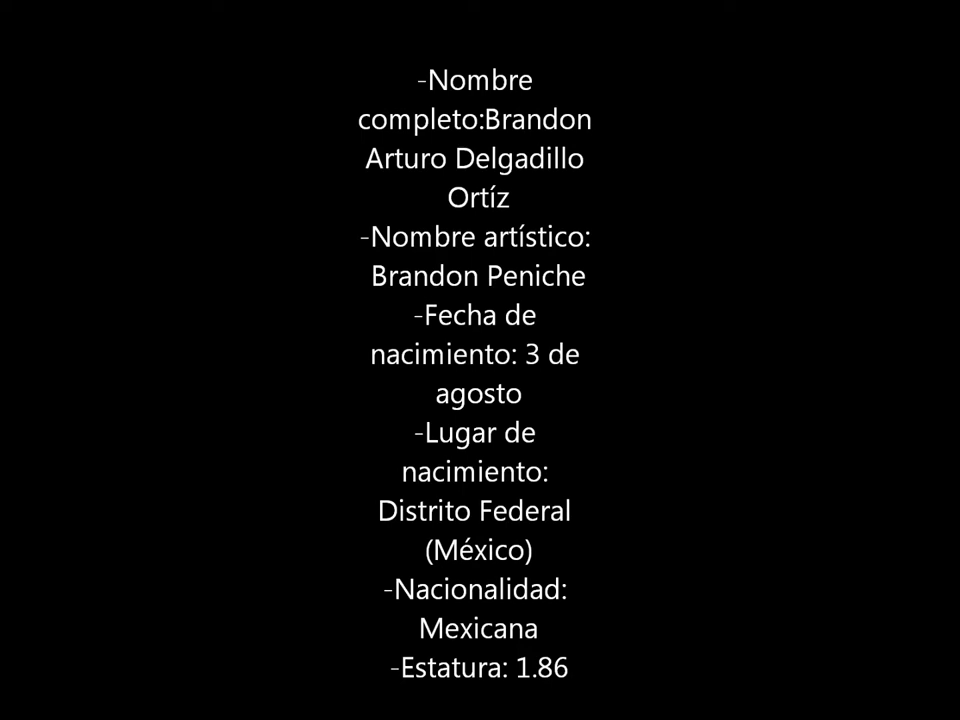 -Nombre
completo:Brandon
Arturo Delgadillo
Ortíz
-Nombre artístico:
Brandon Peniche
-Fecha de
nacimiento: 3 de
agosto
-Lugar de
nacimiento:
Distrito Federal
(México)
-Nacionalidad:
Mexicana
-Estatura: 1.86